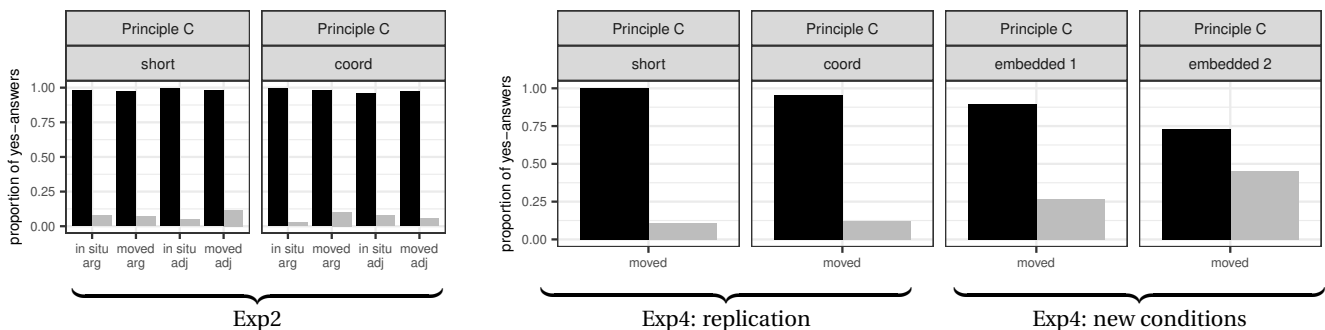 Principle C Principle C
short coord
proportion of yes−answers
1.00
0.75
0.50
0.25
0.00
in situ moved in situ moved
arg arg adj adj
Exp2
Principle C Principle C Principle C Principle C
short coord embedded 1 embedded 2
proportion of yes−answers
1.00
0.75
0.50
0.25
0.00
moved moved moved moved
in situ moved in situ moved
arg arg adj adj
Exp4: replication Exp4: new conditions